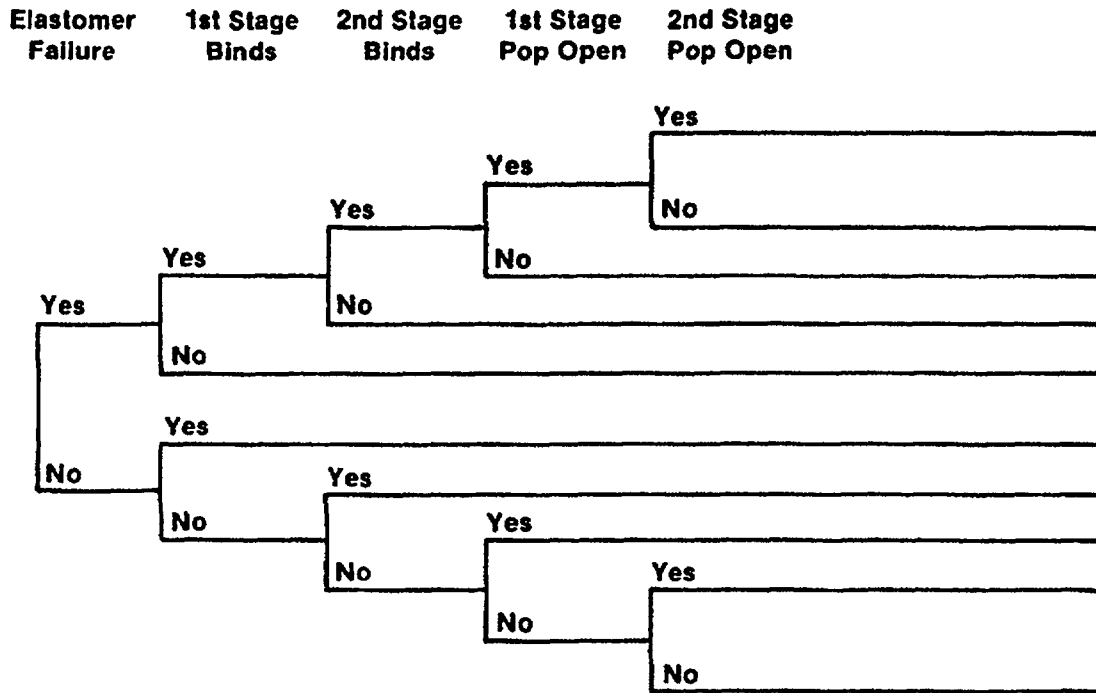 Elastomer Failure
1st Stage Binds
2nd Stage Binds
1st Stage Pop Open
2nd Stage Pop Open
Yes
Yes
Yes
No
Yes
Yes
No
Yes
No
No
Yes
No
Yes
No
Yes
No
Yes
No
No